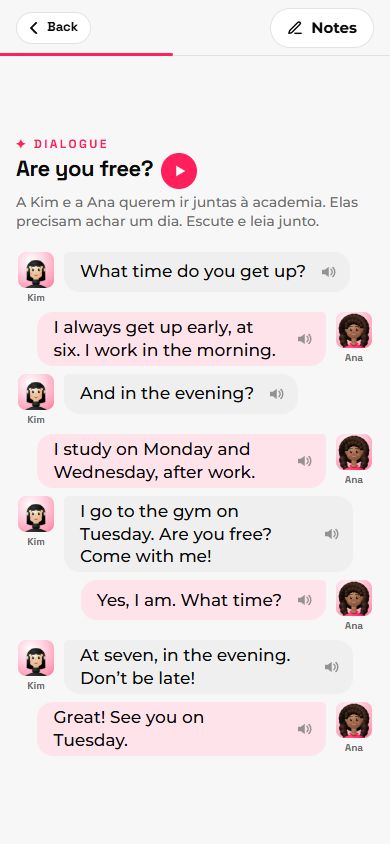 Back
Notes
DIALOGUE
Are you free?
A Kim e a Ana querem ir juntas à academia. Elas
precisam achar um dia. Escute e leia junto.
What time do you get up?
Kim
I always get up early, at
six. I work in the morning.
Ana
And in the evening?
Kim
I study on Monday and
Wednesday, after work.
Ana
I go to the gym on
Tuesday. Are you free?
Come with me!
Kim
Yes, I am. What time?
Ana
At seven, in the evening.
Don’t be late!
Kim
Great! See you on
Tuesday.
Ana